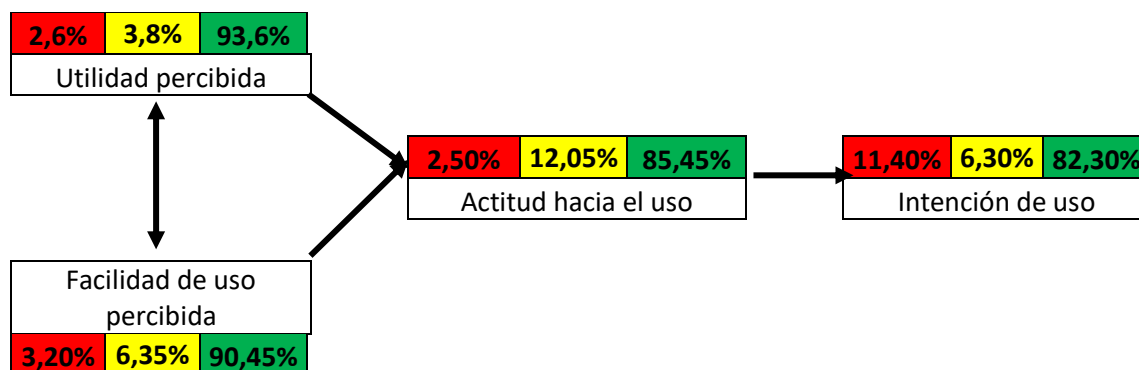 2,6% 3,8% 93,6%
Utilidad percibida
2,50% 12,05% 85,45%
Actitud hacia el uso
11,40% 6,30% 82,30%
Intención de uso
Facilidad de uso
percibida
3,20% 6,35% 90,45%